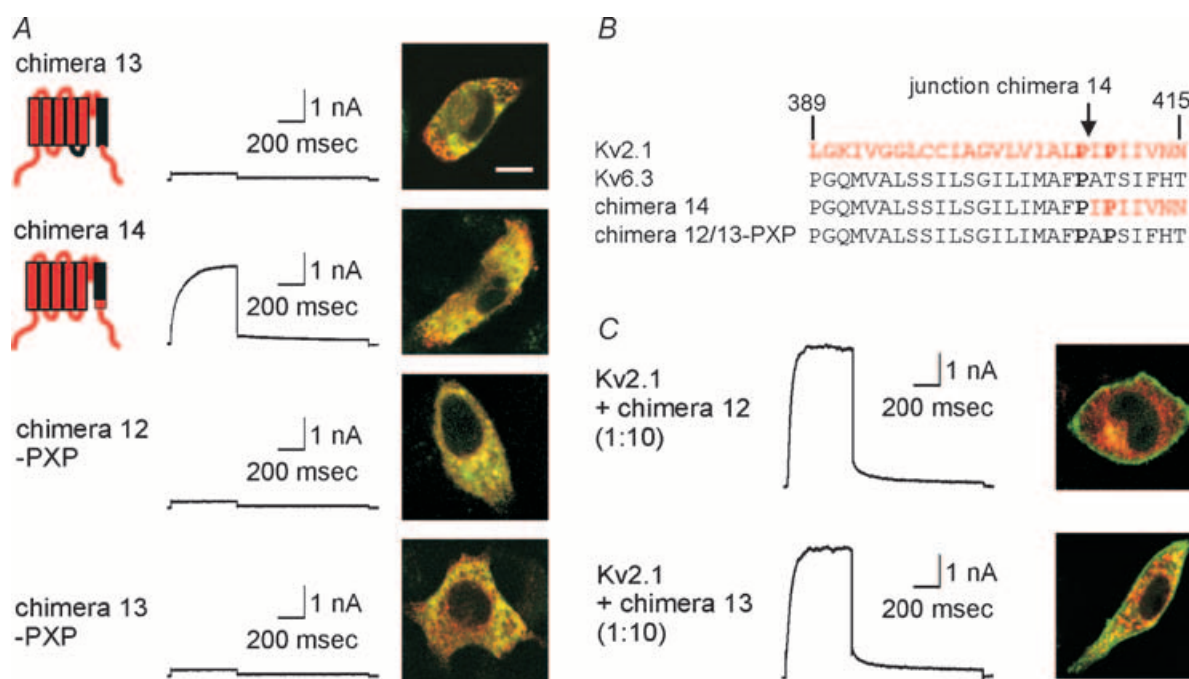 A
chimera 13
1 nA
200 msec
chimera 14
1 nA
200 msec
chimera 12
-PXP
1 nA
200 msec
chimera 13
-PXP
1 nA
200 msec
B
junction chimera 14
389
415
Kv2.1 LGKIVGGLCCIAGVLVIALPIPIIVNN
Kv6.3 PGQMVALSSILSGILIMAFPATSIFHT
chimera 14 PGQMVALSSILSGILIMAFPIPIIVNN
chimera 12/13-PXP PGQMVALSSILSGILIMAFPAPSIFHT
C
Kv2.1
+ chimera 12
(1:10)
1 nA
200 msec
Kv2.1
+ chimera 13
(1:10)
1 nA
200 msec